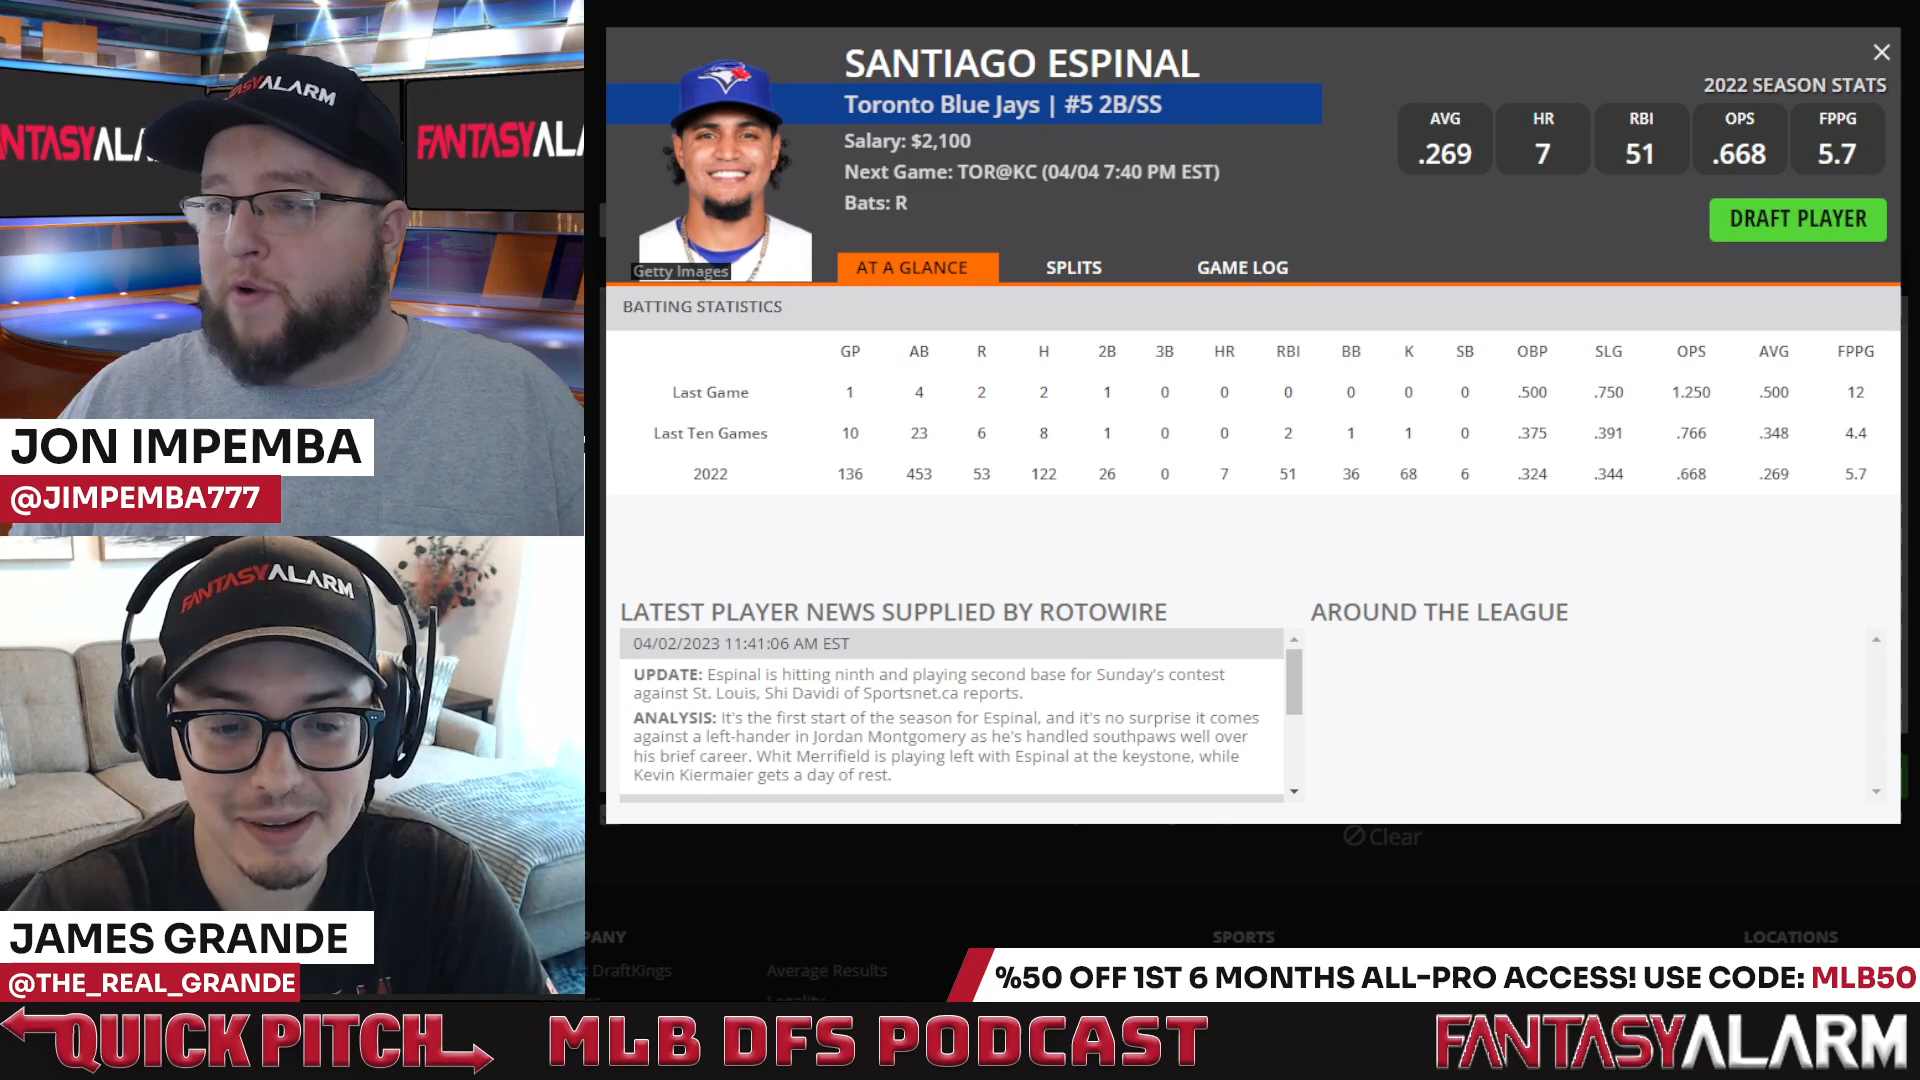 FANTASYALARM
NTASYALA
FANTASYAL
JON IMPEMBA
@JIMPEMBA777
FANTASYALARM
JAMES GRANDE
@THE_REAL_GRANDE
SANTIAGO ESPINAL
Toronto Blue Jays | #5 2B/SS
Salary: $2,100
Next Game: TOR@KC (04/04 7:40 PM EST)
Bats: R
Getty Images
2022 SEASON STATS
AVG HR RBI OPS FPPG
.269 7 51 .668 5.7
DRAFT PLAYER
AT A GLANCE SPLITS GAME LOG
BATTING STATISTICS
GP AB R H 2B 3B HR RBI BB K SB OBP SLG OPS AVG FPPG
Last Game 1 4 2 2 1 0 0 0 0 0 0 .500 .750 1.250 .500 12
Last Ten Games 10 23 6 8 1 0 0 2 1 1 0 .375 .391 .766 .348 4.4
2022 136 453 53 122 26 0 7 51 36 68 6 .324 .344 .668 .269 5.7
LATEST PLAYER NEWS SUPPLIED BY ROTOWIRE
04/02/2023 11:41:06 AM EST
UPDATE: Espinal is hitting ninth and playing second base for Sunday's contest
against St. Louis, Shi Davidi of Sportsnet.ca reports.
ANALYSIS: It's the first start of the season for Espinal, and it's no surprise it comes
against a left-hander in Jordan Montgomery as he's handled southpaws well over
his brief career. Whit Merrifield is playing left with Espinal at the keystone, while
Kevin Kiermaier gets a day of rest.
AROUND THE LEAGUE
Clear
PANY SPORTS LOCATIONS
DraftKings Average Results
%50 OFF 1ST 6 MONTHS ALL-PRO ACCESS! USE CODE: MLB50
QUICK PITCH MLB DFS PODCAST FANTASYALARM